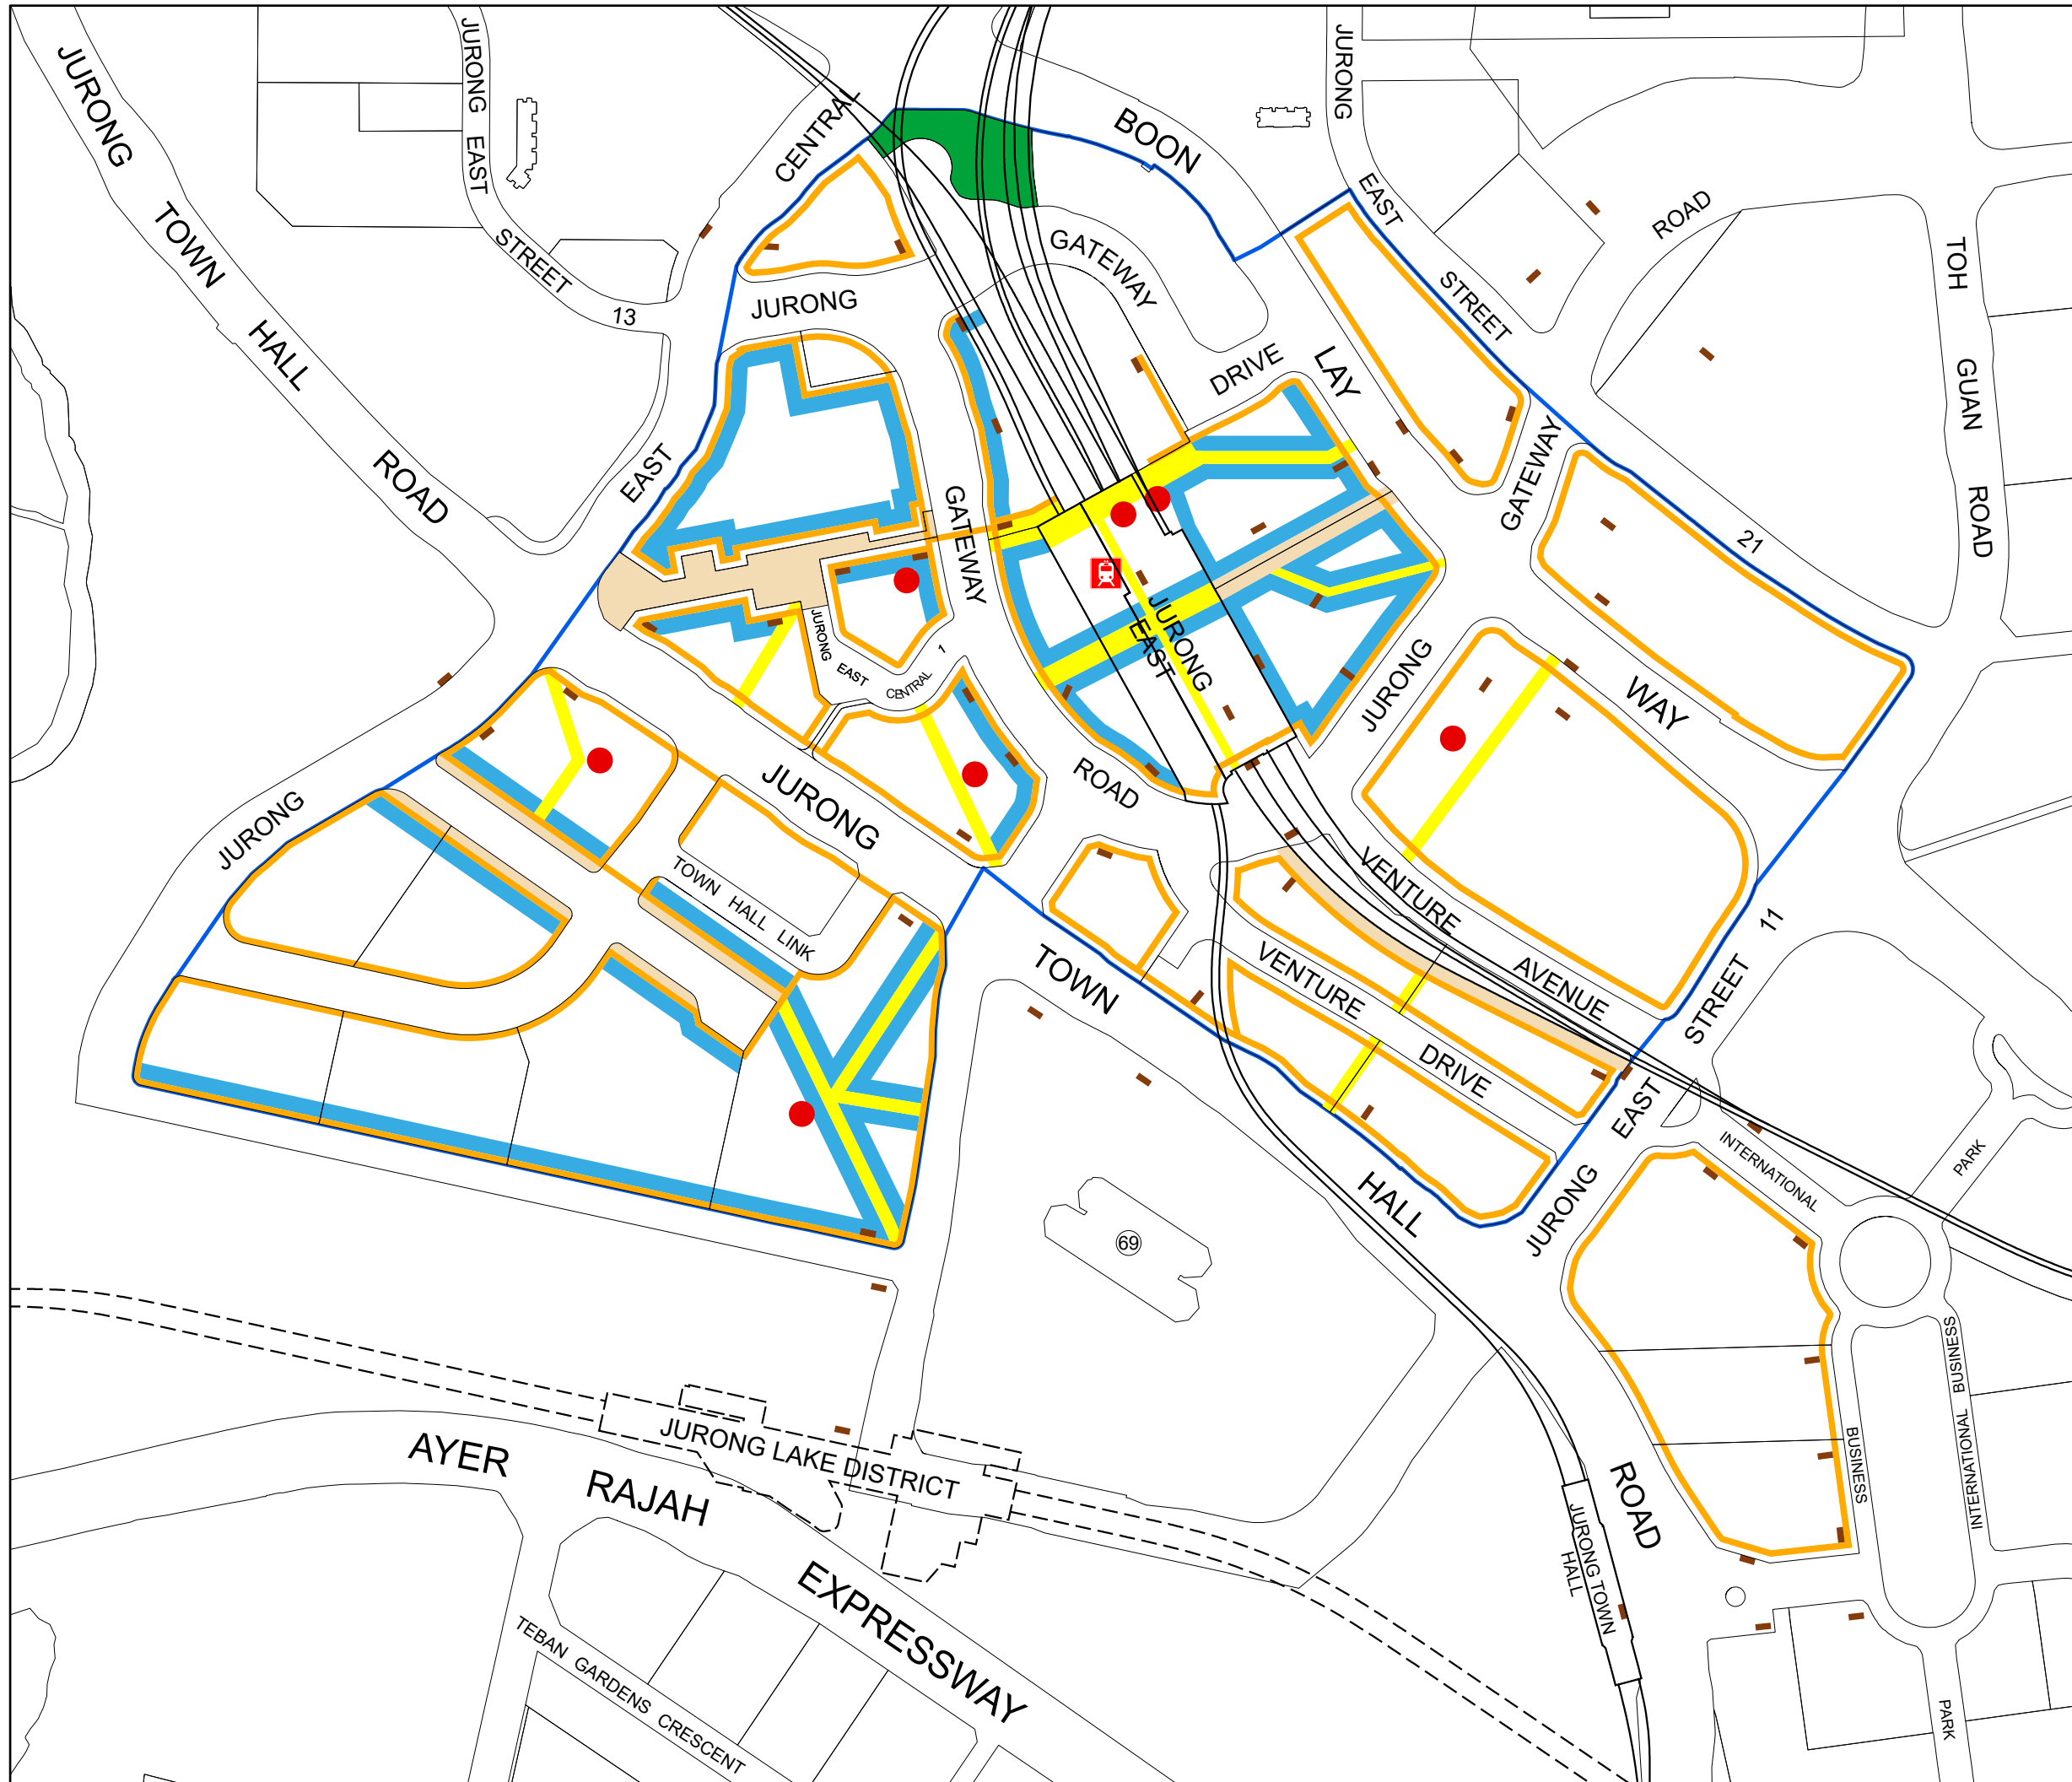 JURONG
TOWN
HALL
ROAD
JURONG
EAST
STREET
13
CENTRAL
JURONG
EAST
BOON
LAY
WAY
GATEWAY
DRIVE
JURONG
EAST
STREET
21
ROAD
TOH
GUAN
ROAD
GATEWAY
GATEWAY
ROAD
JURONG
EAST
JURONG
EAST
CENTRAL
1
JURONG
JURONG
TOWN
HALL
ROAD
TOWN HALL LINK
JURONG
EAST
STREET
11
VENTURE
AVENUE
VENTURE
DRIVE
JURONG
INTERNATIONAL
BUSINESS
PARK
INTERNATIONAL BUSINESS
PARK
69
JURONG LAKE DISTRICT
AYER
RAJAH
EXPRESSWAY
TEBAN GARDENS CRESCENT
JURONG TOWN
HALL